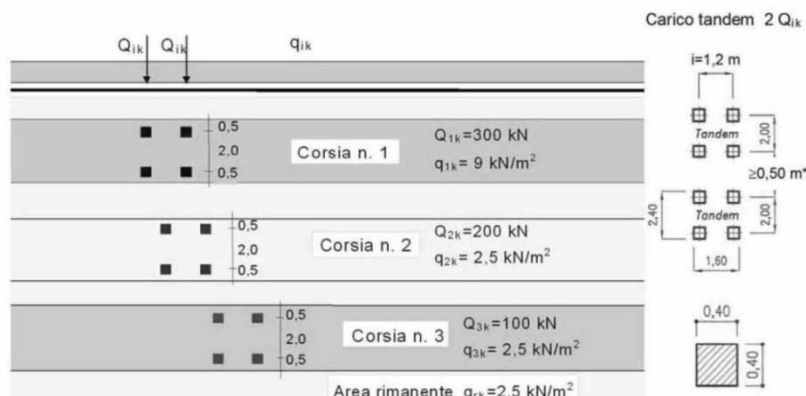 Carico tandem 2 Qik
Qik Qik qik
i=1,2 m
Tandem
2,00
≥0,50 m*
Tandem
2,40
2,00
1,60
0,40
0,40
0,5
2,0
0,5
Corsia n. 1
Q1k=300 kN
q1k= 9 kN/m²
0,5
2,0
0,5
Corsia n. 2
Q2k=200 kN
q2k= 2,5 kN/m²
0,5
2,0
0,5
Corsia n. 3
Q3k=100 kN
q3k= 2,5 kN/m²
Area rimanente qrk=2,5 kN/m²